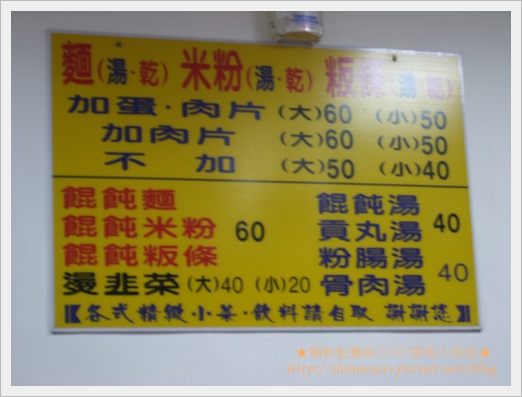 麵(湯·乾) 米粉(湯·乾) 粄條(湯·乾)
加蛋·肉片(大)60 (小)50
加肉片 (大)60 (小)50
不 加 (大)50 (小)40
餛飩麵
餛飩米粉 60
餛飩粄條
燙韭菜(大)40 (小)20
餛飩湯
貢丸湯 40
粉腸湯
骨肉湯 40
【各式精緻小菜·飲料請自取 謝謝您】